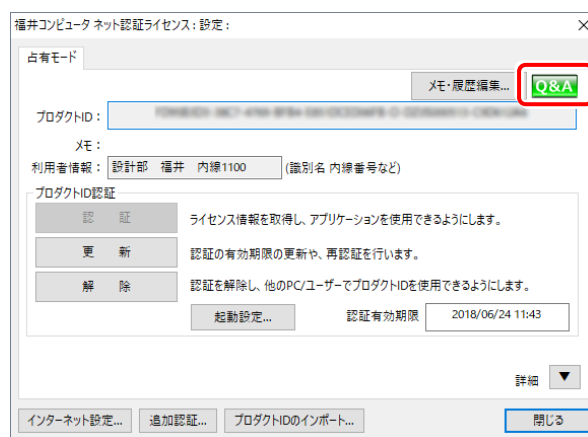 福井コンピュータ ネット認証ライセンス：設定：
占有モード
メモ・履歴編集... Q&A
プロダクトID：
メモ：
利用者情報： 設計部 福井 内線1100 (識別名 内線番号など)
プロダクトID認証
認 証 ライセンス情報を取得し、アプリケーションを使用できるようにします。
更 新 認証の有効期限の更新や、再認証を行います。
解 除 認証を解除し、他のPC/ユーザーでプロダクトIDを使用できるようにします。
起動設定... 認証有効期限 2018/06/24 11:43
詳細 ▼
インターネット設定... 追加認証... プロダクトIDのインポート... 閉じる